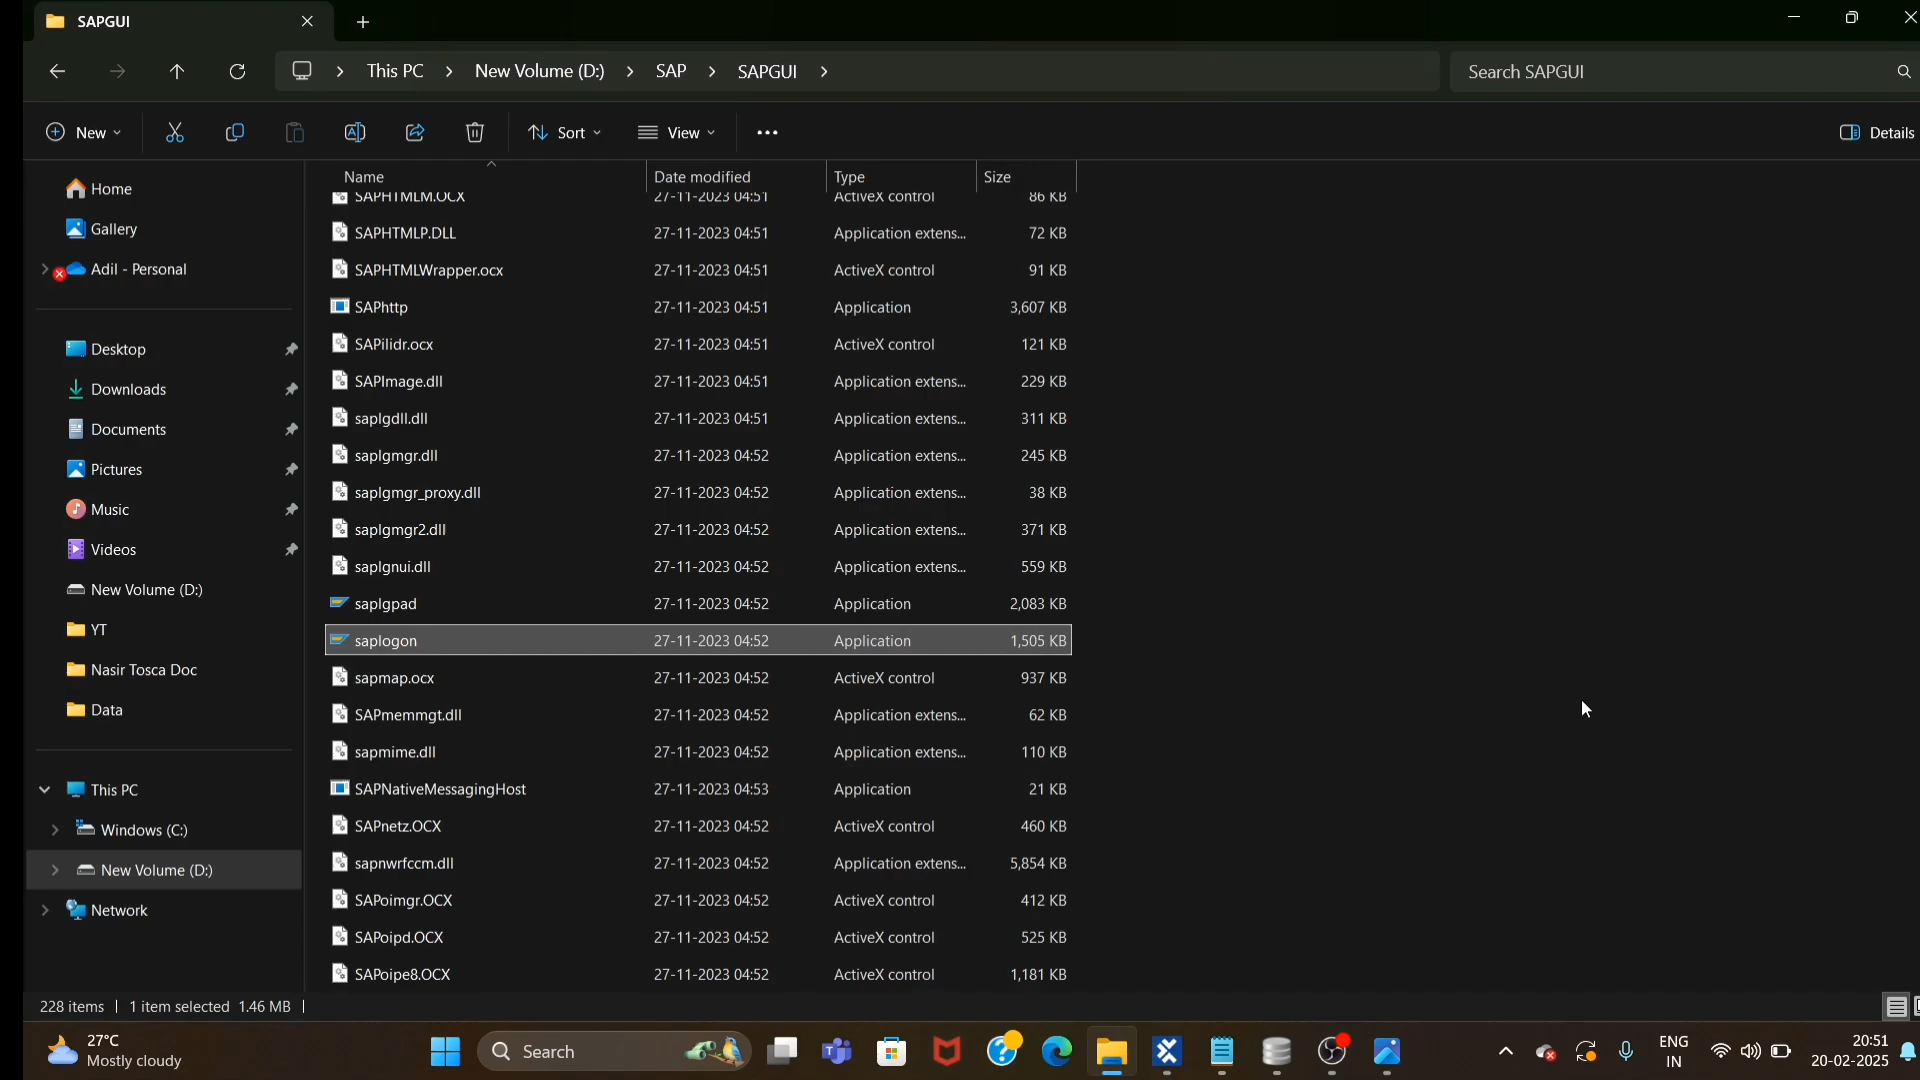 SAPGUI
This PC > New Volume (D:) > SAP > SAPGUI >
Search SAPGUI
New
Sort
View
Details
Home
Gallery
Adil - Personal
Desktop
Downloads
Documents
Pictures
Music
Videos
New Volume (D:)
YT
Nasir Tosca Doc
Data
This PC
Windows (C:)
New Volume (D:)
Network
Name Date modified Type Size
SAPHTMLM.OCX 27-11-2023 04:51 ActiveX control 86 KB
SAPHTMLP.DLL 27-11-2023 04:51 Application extens... 72 KB
SAPHTMLWrapper.ocx 27-11-2023 04:51 ActiveX control 91 KB
SAPhttp 27-11-2023 04:51 Application 3,607 KB
SAPilidr.ocx 27-11-2023 04:51 ActiveX control 121 KB
SAPImage.dll 27-11-2023 04:51 Application extens... 229 KB
saplgdll.dll 27-11-2023 04:51 Application extens... 311 KB
saplgmgr.dll 27-11-2023 04:52 Application extens... 245 KB
saplgmgr_proxy.dll 27-11-2023 04:52 Application extens... 38 KB
saplgmgr2.dll 27-11-2023 04:52 Application extens... 371 KB
saplgnui.dll 27-11-2023 04:52 Application extens... 559 KB
saplgpad 27-11-2023 04:52 Application 2,083 KB
saplogon 27-11-2023 04:52 Application 1,505 KB
sapmap.ocx 27-11-2023 04:52 ActiveX control 937 KB
SAPmemmgt.dll 27-11-2023 04:52 Application extens... 62 KB
sapmime.dll 27-11-2023 04:52 Application extens... 110 KB
SAPNativeMessagingHost 27-11-2023 04:53 Application 21 KB
SAPnetz.OCX 27-11-2023 04:52 ActiveX control 460 KB
sapnwrfccm.dll 27-11-2023 04:52 Application extens... 5,854 KB
SAPoimgr.OCX 27-11-2023 04:52 ActiveX control 412 KB
SAPoipd.OCX 27-11-2023 04:52 ActiveX control 525 KB
SAPoipe8.OCX 27-11-2023 04:52 ActiveX control 1,181 KB
228 items | 1 item selected 1.46 MB |
27°C
Mostly cloudy
Search
ENG
IN
20:51
20-02-2025